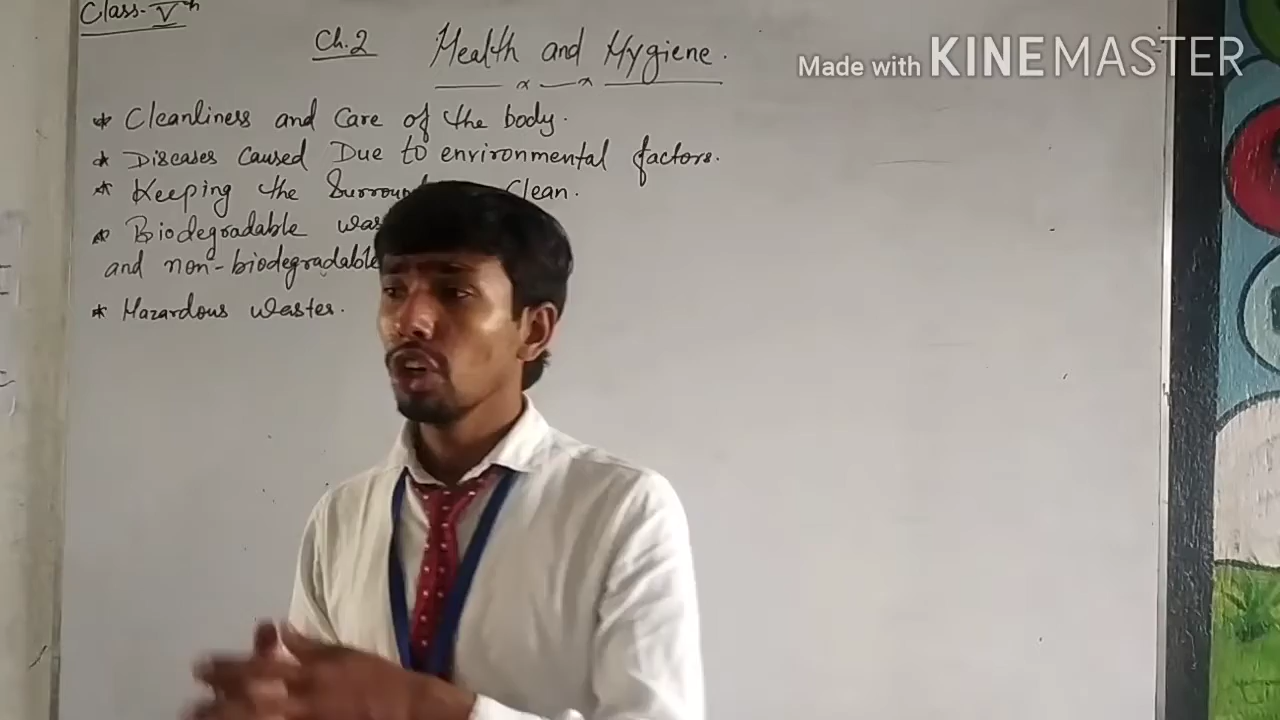 Class-Vth
Made with KINEMASTER
Ch.2 Health and Hygiene.
* Cleanliness and Care of the body.
* Diseases Caused Due to environmental factors.
* Keeping the Clean.
* Biodegradable
and non-biodegradable
* Hazardous wastes.